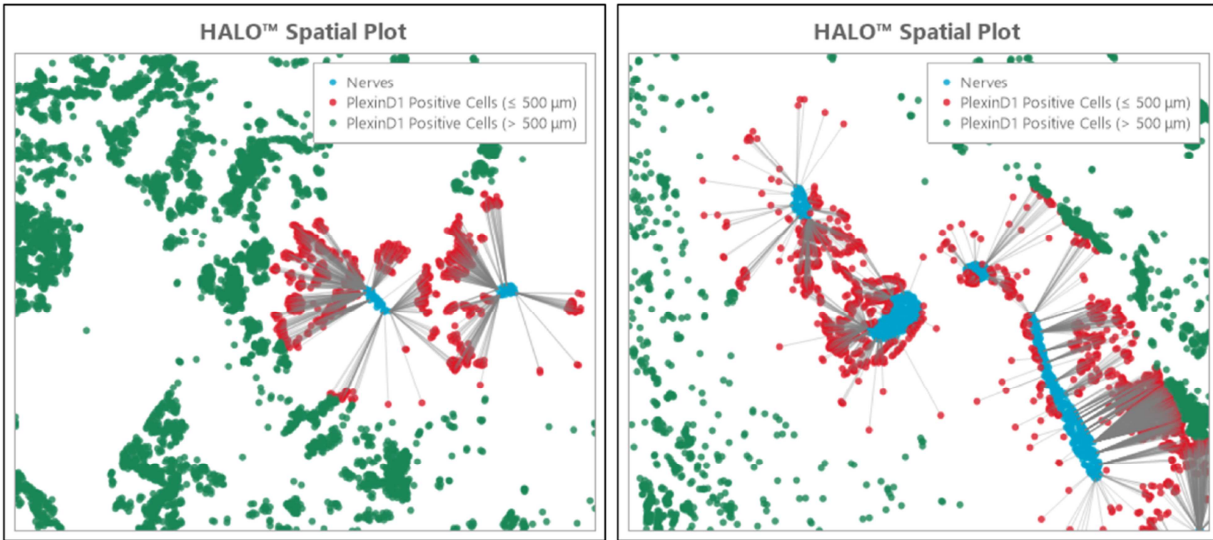 HALO™ Spatial Plot
Nerves
PlexinD1 Positive Cells (≤ 500 µm)
PlexinD1 Positive Cells (> 500 µm)
HALO™ Spatial Plot
Nerves
PlexinD1 Positive Cells (≤ 500 µm)
PlexinD1 Positive Cells (> 500 µm)